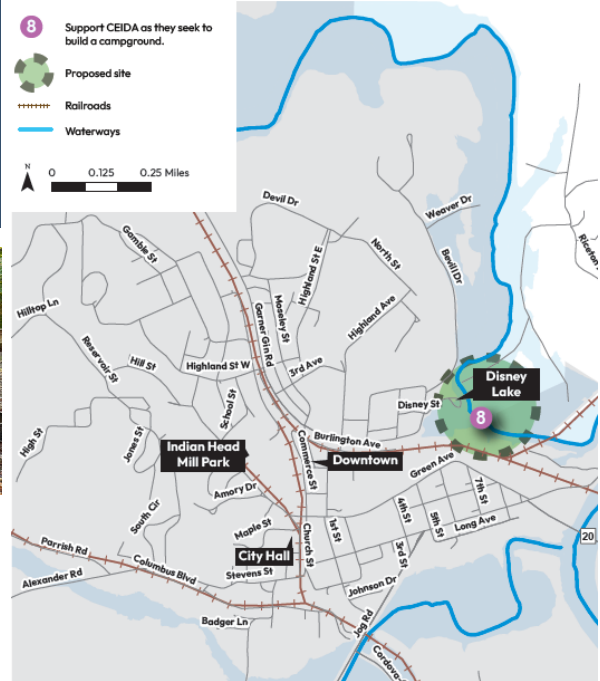 8
Support CEIDA as they seek to
build a campground.
Proposed site
Railroads
Waterways
N
0 0.125 0.25 Miles
Devil Dr
Weaver Dr
Gamble St
Highland St E
North St
Bevill Dr
Riceton
Hilltop Ln
Garner Gin Rd
Moseley St
Highland Ave
Reservoir St
Hill St
Highland St W
3rd Ave
Disney
Lake
School St
Disney St
8
High St
Jones St
Indian Head
Mill Park
Commerce St
Burlington Ave
Downtown
Green Ave
Amory Dr
7th St
4th St
5th St
Long Ave
South Cir
Maple St
1st St
City Hall
Church St
3rd St
20
Parrish Rd
Columbus Blvd
Stevens St
Alexander Rd
Johnson Dr
Badger Ln
Jog Rd
Cordova